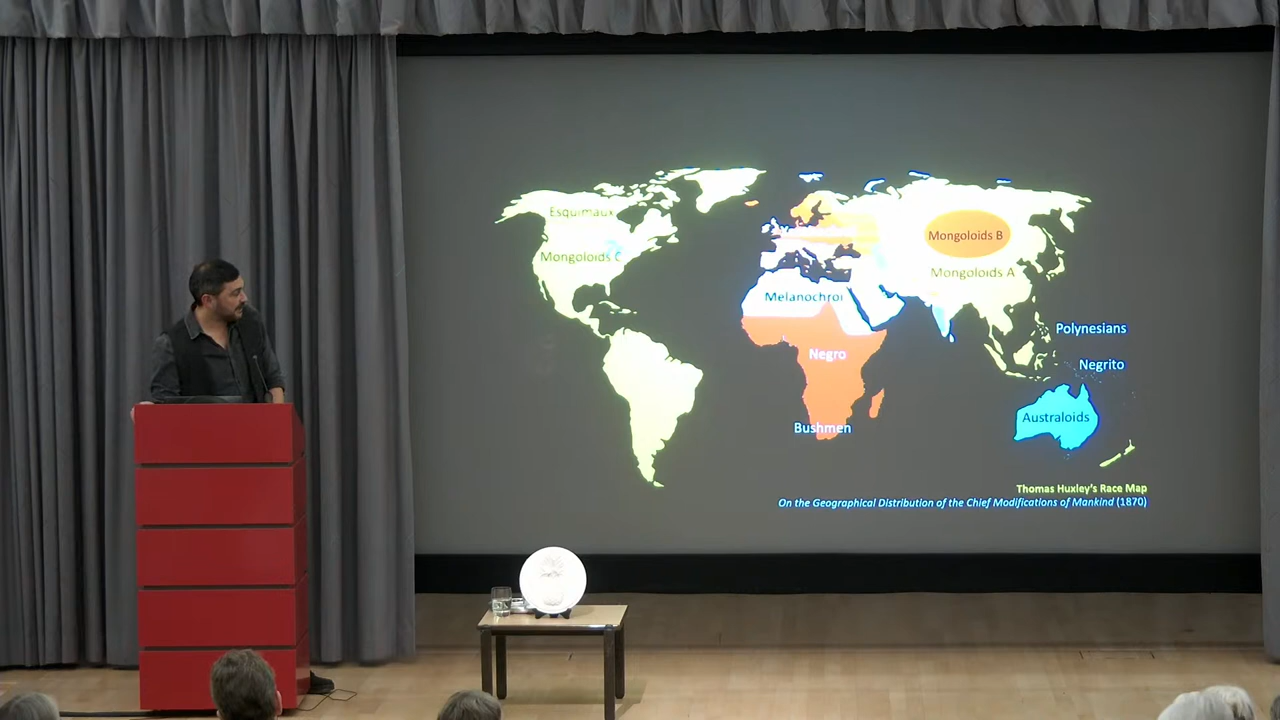 Esquimaux
Mongoloids B
Mongoloids C
Mongoloids A
Melanochroi
Polynesians
Negro
Negrito
Australoids
Bushmen
Thomas Huxley's Race Map
On the Geographical Distribution of the Chief Modifications of Mankind (1870)